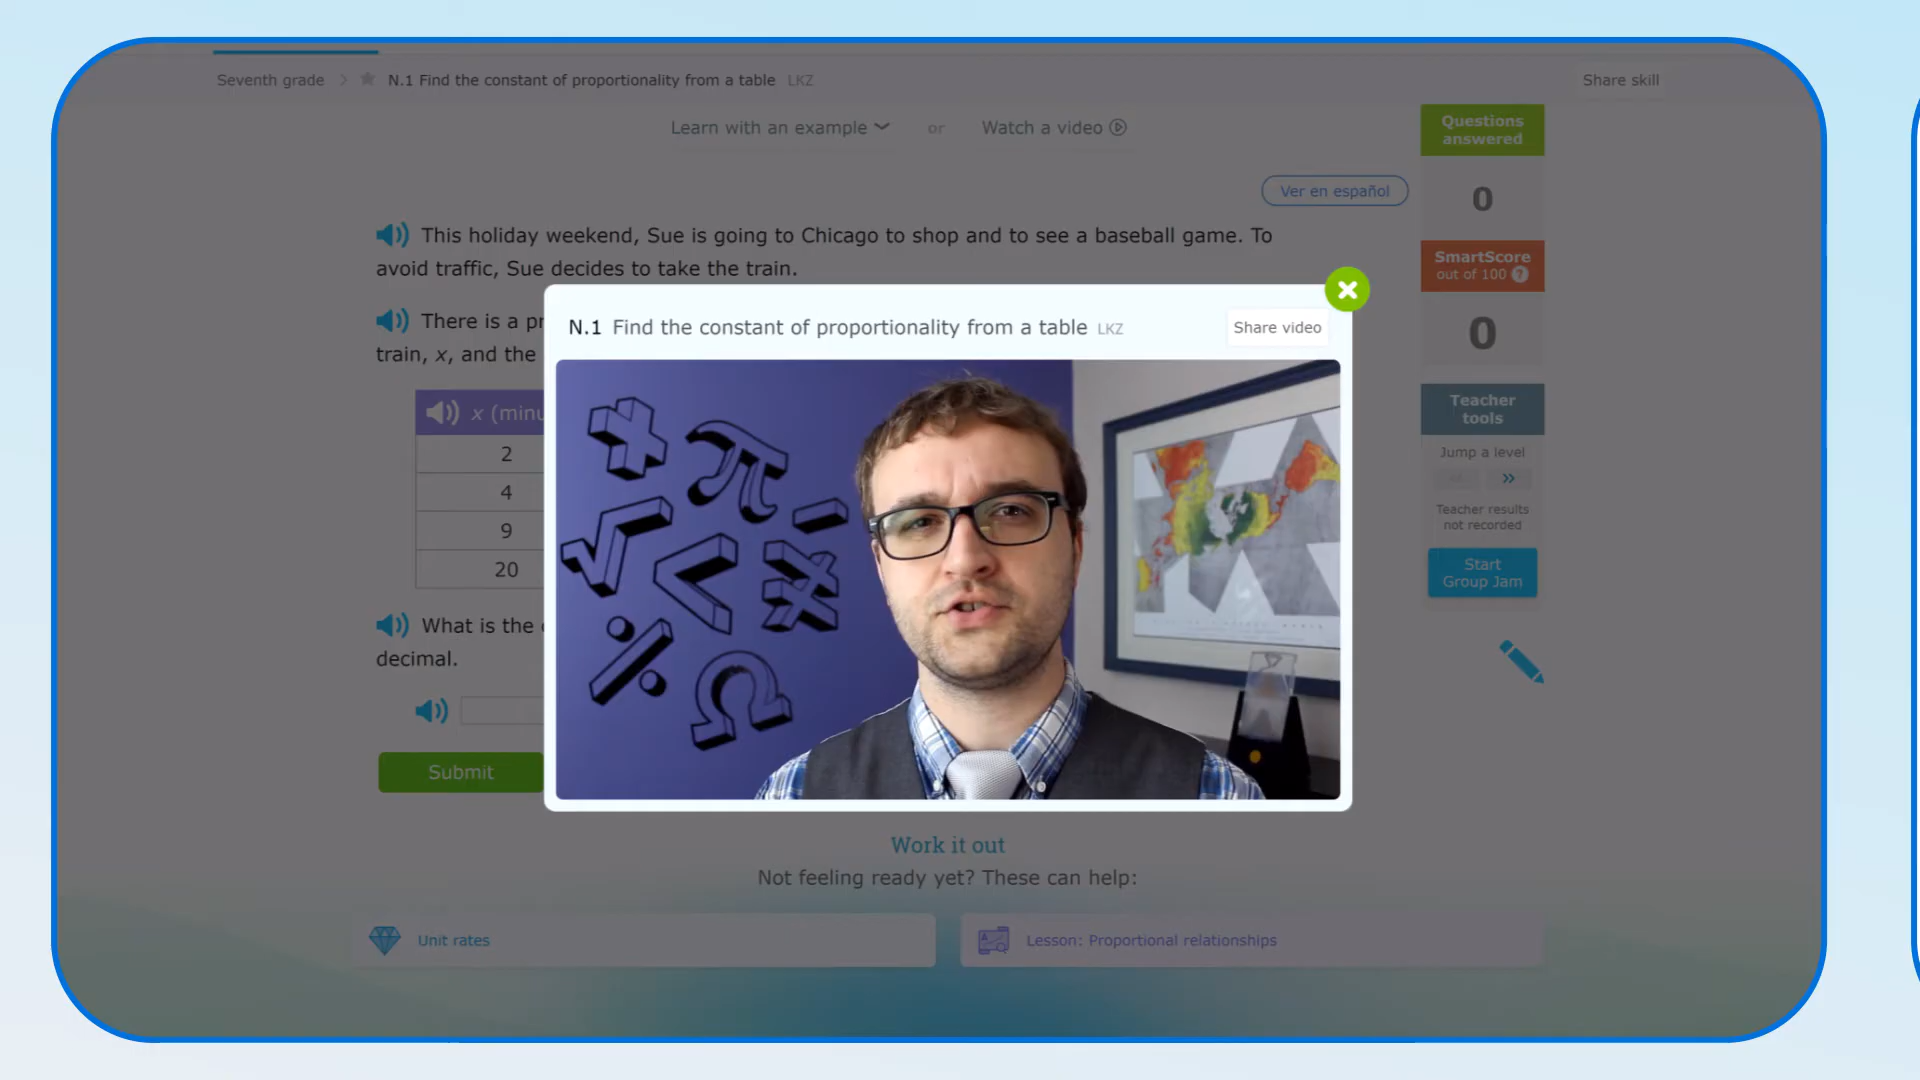 Seventh grade
N.1 Find the constant of proportionality from a table LKZ
Share skill
Learn with an example or Watch a video
Ver en español
Questions answered
0
SmartScore
out of 100 ?
0
Teacher tools
Jump a level
Teacher results
not recorded
Start
Group Jam
This holiday weekend, Sue is going to Chicago to shop and to see a baseball game. To
avoid traffic, Sue decides to take the train.
There is a
train, x, and the
x
2
4
9
20
What is the
decimal.
Submit
N.1 Find the constant of proportionality from a table LKZ
Share video
π
√ <
÷ Ω
Work it out
Not feeling ready yet? These can help:
Unit rates
Lesson: Proportional relationships